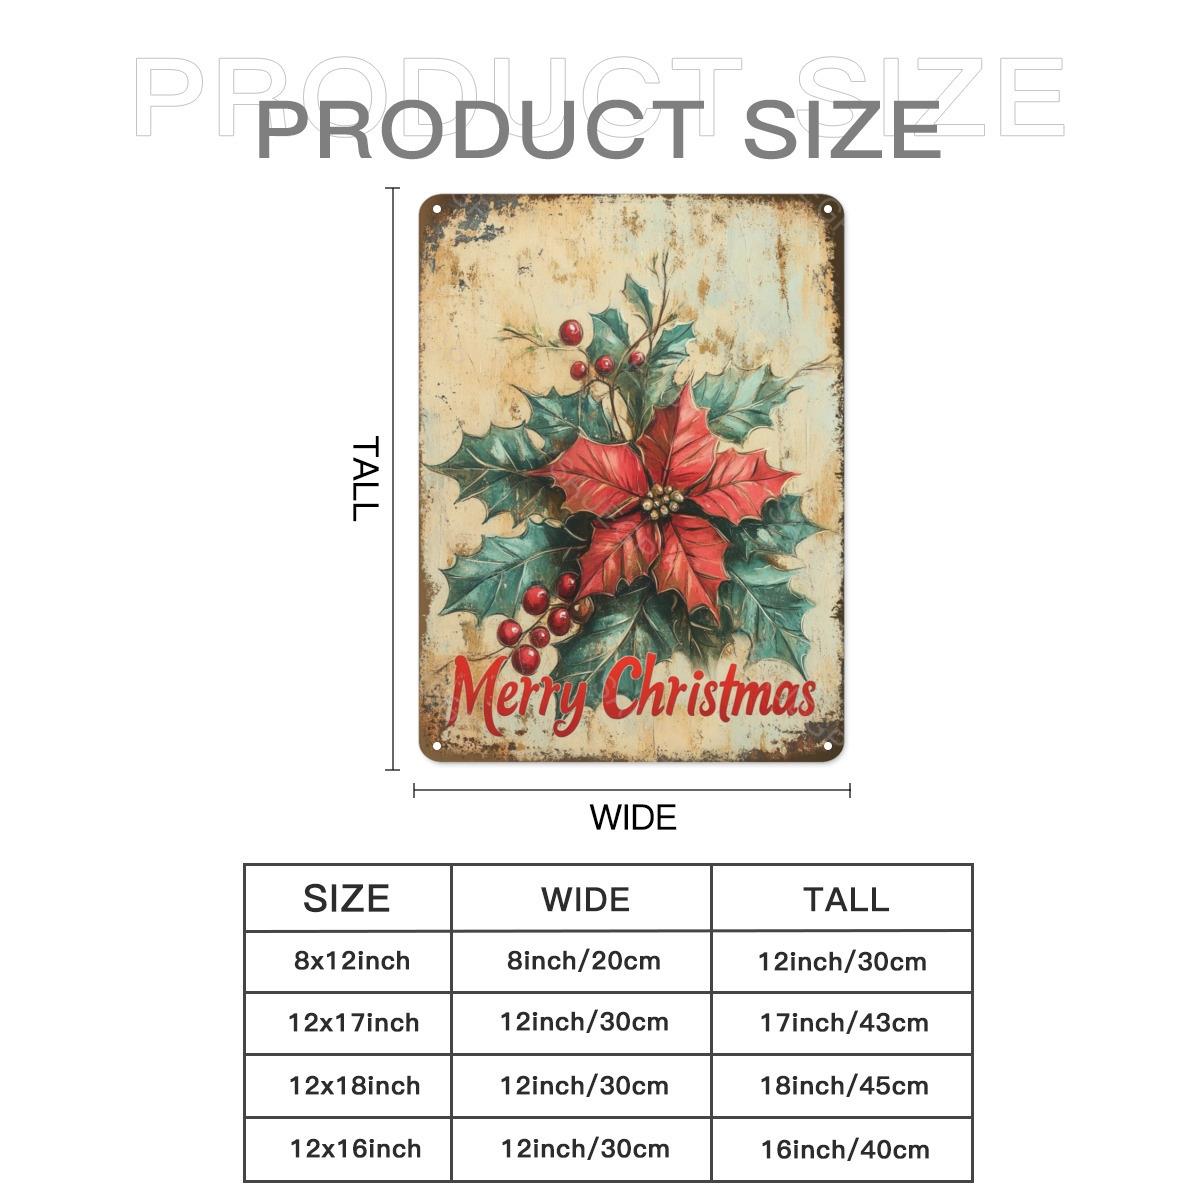 PRODUCT SIZE
PRODUCT SIZE
TALL
Merry Christmas
WIDE
SIZE WIDE TALL
8x12inch 8inch/20cm 12inch/30cm
12x17inch 12inch/30cm 17inch/43cm
12x18inch 12inch/30cm 18inch/45cm
12x16inch 12inch/30cm 16inch/40cm